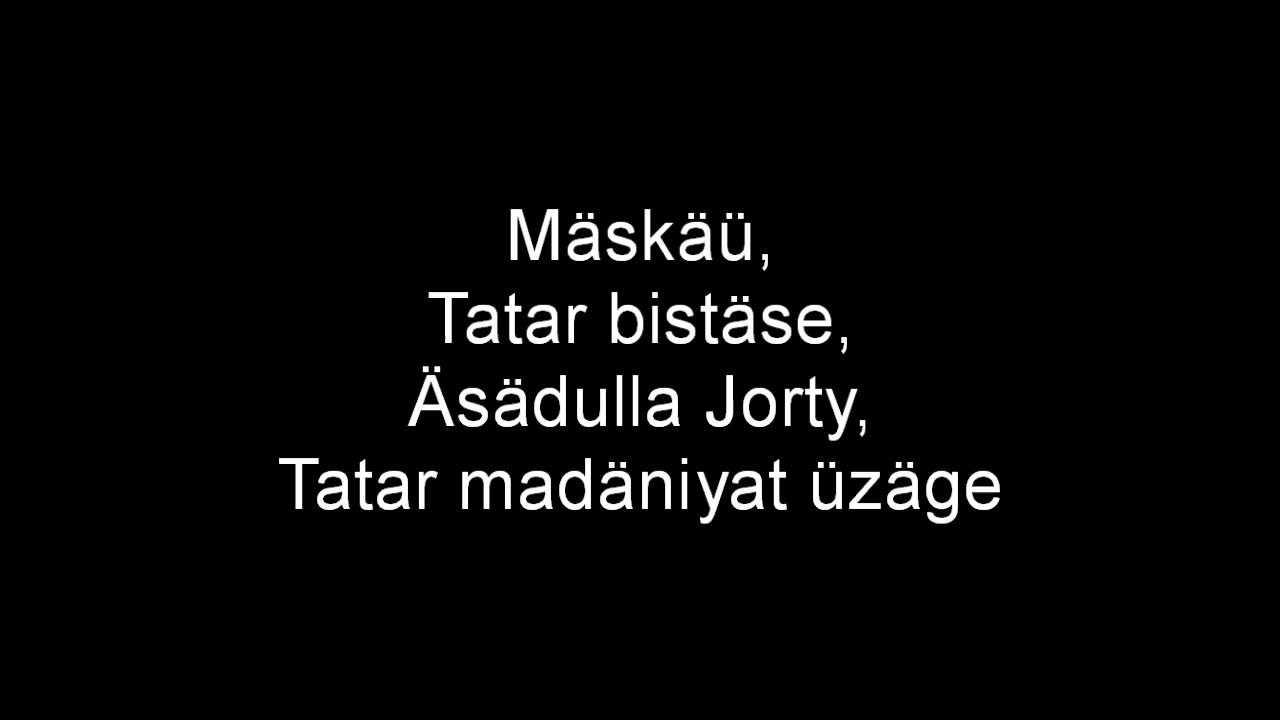 Mäskäü,
Tatar bistäse,
Äsädulla Jorty,
Tatar madäniyat üzäge